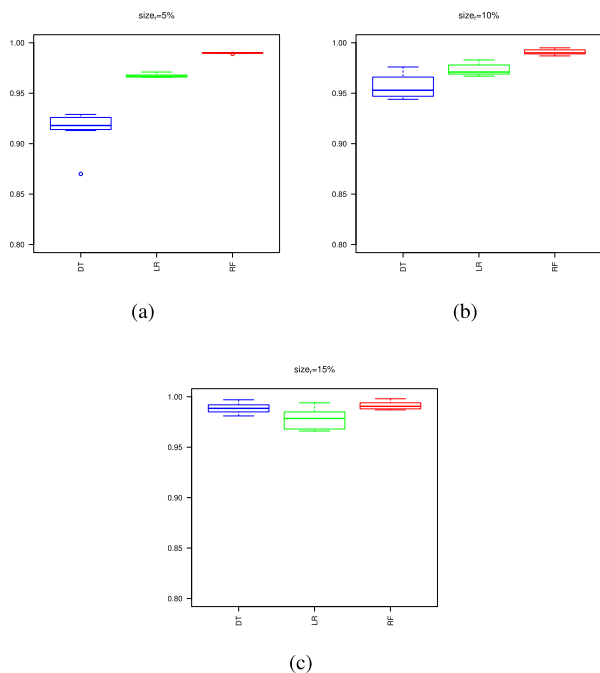 size_r=5%
1.00
0.95
0.90
0.85
0.80
DT
LR
RF
(a)
size_r=10%
1.00
0.95
0.90
0.85
0.80
DT
LR
RF
(b)
size_r=15%
1.00
0.95
0.90
0.85
0.80
DT
LR
RF
(c)